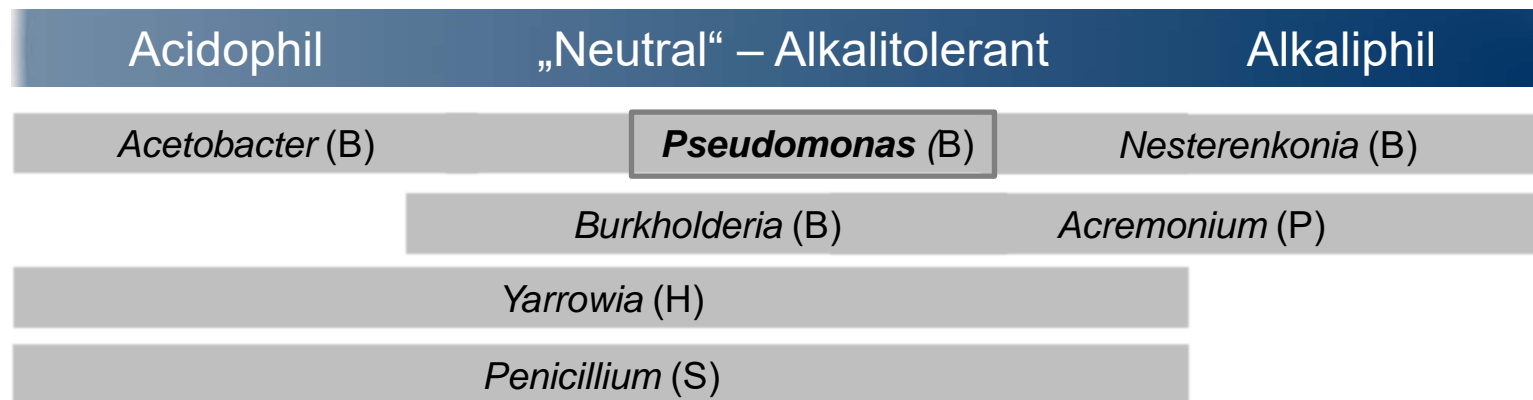 Acidophil „Neutral“ – Alkalitolerant Alkaliphil
Acetobacter (B) Pseudomonas (B) Nesterenkonia (B)
Burkholderia (B) Acremonium (P)
Yarrowia (H)
Penicillium (S)